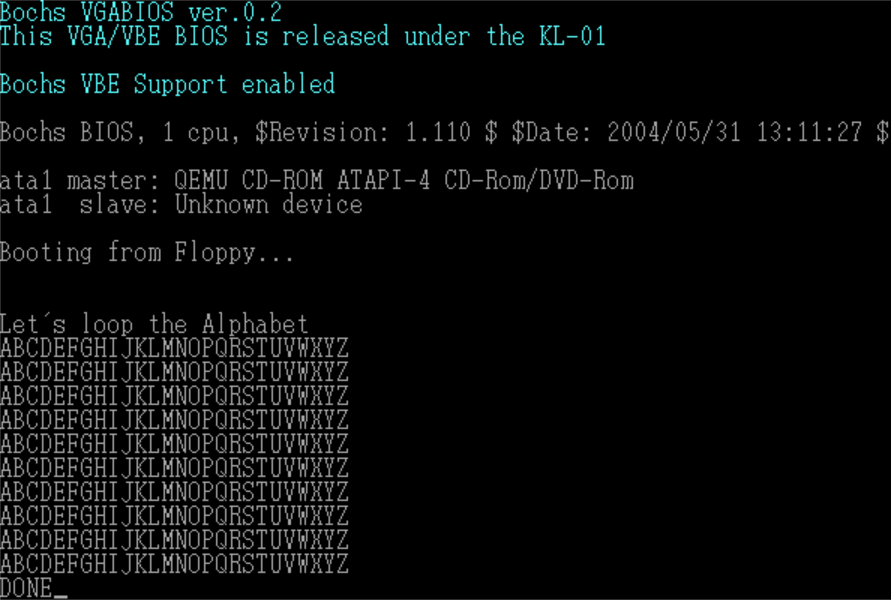 Bochs VGABIOS ver.0.2
This VGA/VBE BIOS is released under the KL-01
Bochs VBE Support enabled
Bochs BIOS, 1 cpu, $Revision: 1.110 $ $Date: 2004/05/31 13:11:27 $
ata1 master: QEMU CD-ROM ATAPI-4 CD-Rom/DVD-Rom
ata1  slave: Unknown device
Booting from Floppy...
Let´s loop the Alphabet
ABCDEFGHIJKLMNOPQRSTUVWXYZ
ABCDEFGHIJKLMNOPQRSTUVWXYZ
ABCDEFGHIJKLMNOPQRSTUVWXYZ
ABCDEFGHIJKLMNOPQRSTUVWXYZ
ABCDEFGHIJKLMNOPQRSTUVWXYZ
ABCDEFGHIJKLMNOPQRSTUVWXYZ
ABCDEFGHIJKLMNOPQRSTUVWXYZ
ABCDEFGHIJKLMNOPQRSTUVWXYZ
ABCDEFGHIJKLMNOPQRSTUVWXYZ
ABCDEFGHIJKLMNOPQRSTUVWXYZ
DONE_